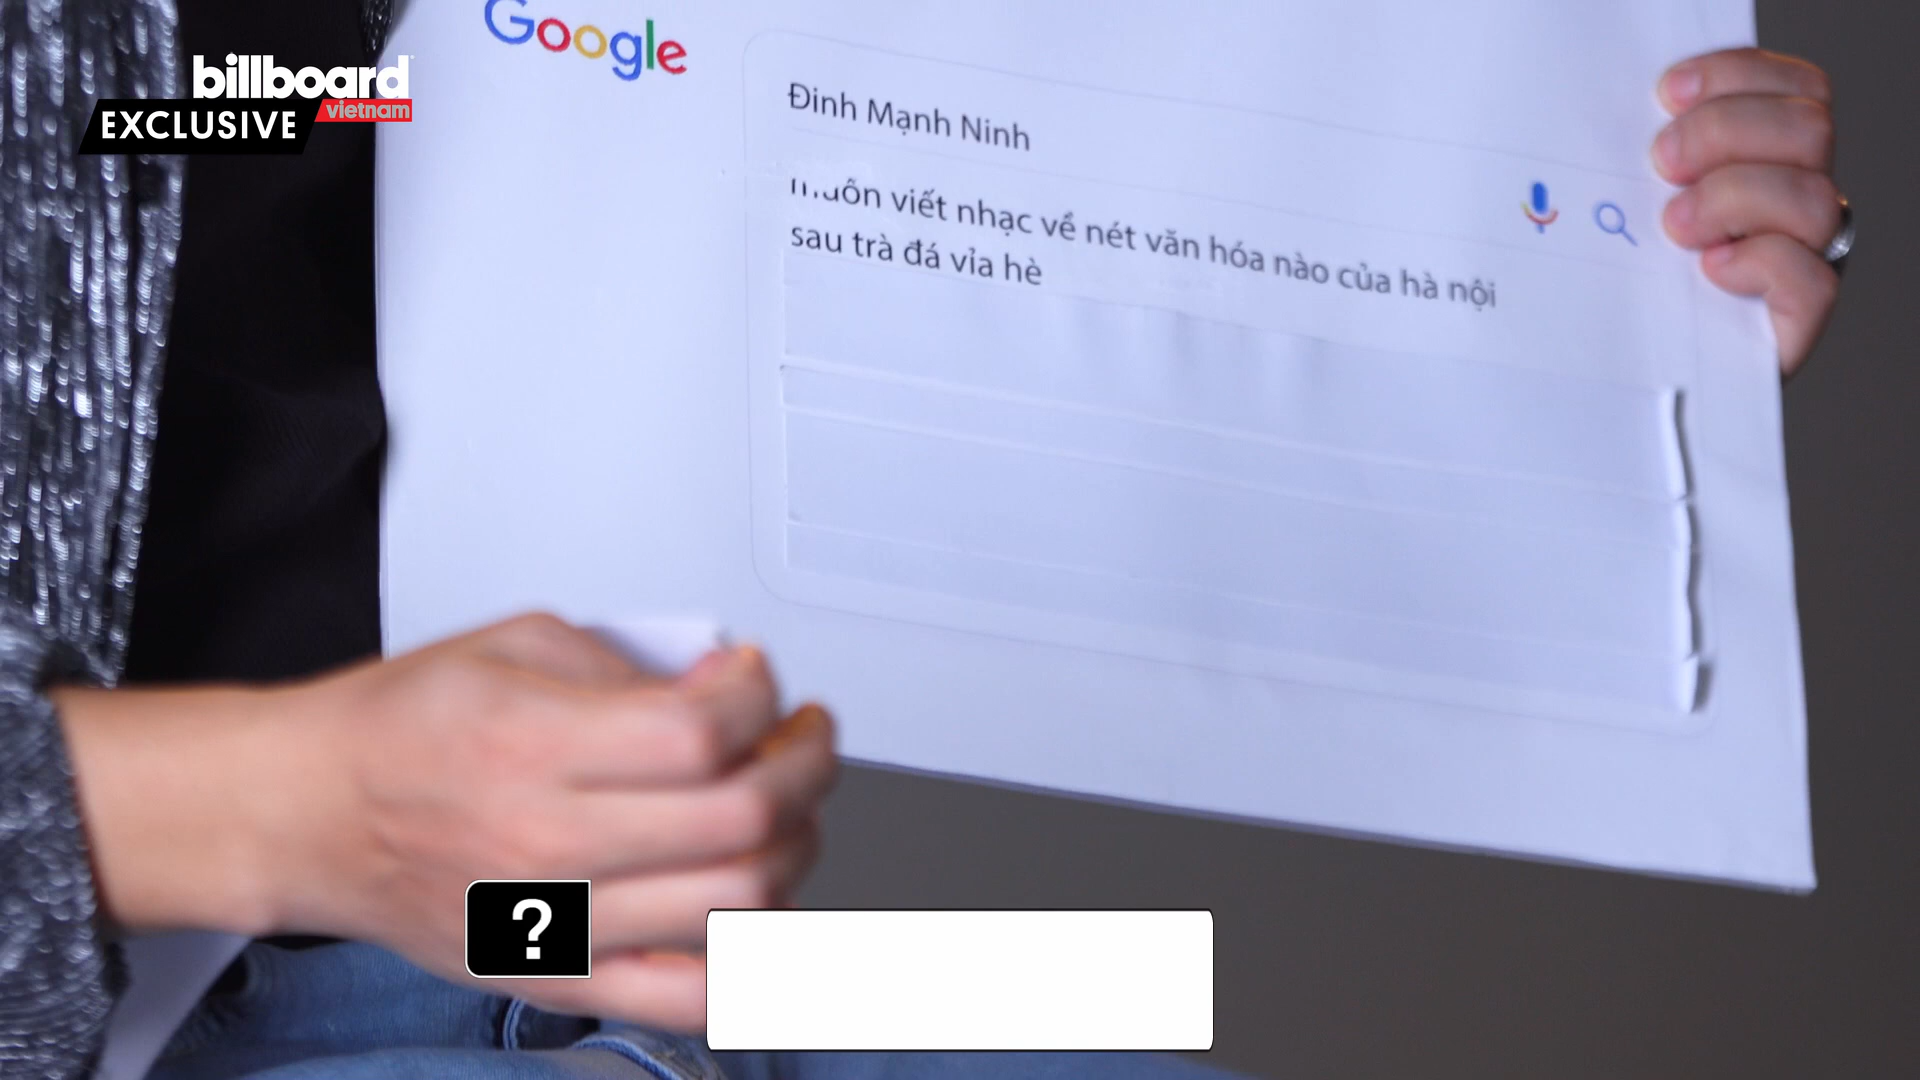 Google
billboard
vietnam
EXCLUSIVE
Đinh Mạnh Ninh
muốn viết nhạc về nét văn hóa nào của hà nội
sau trà đá vỉa hè
?